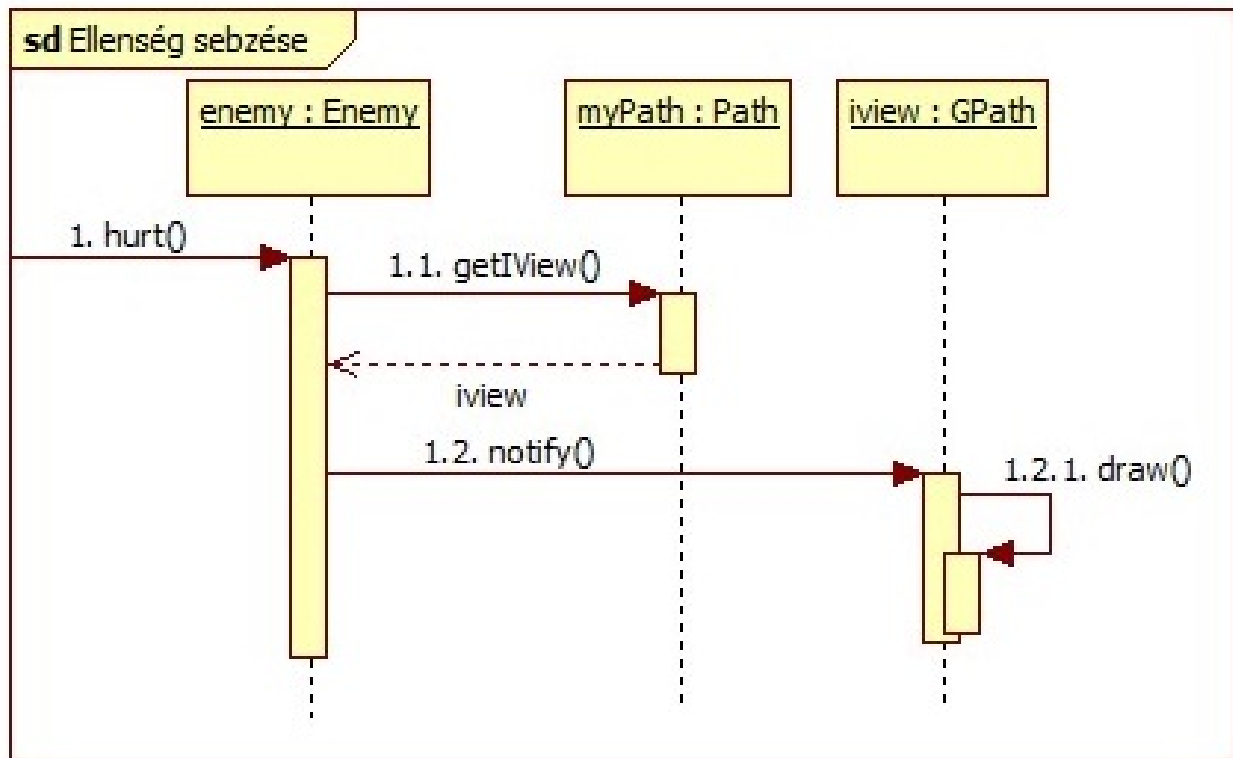 sd Ellenség sebzése
enemy : Enemy
myPath : Path
iview : GPath
1. hurt()
1.1. getIView()
iview
1.2. notify()
1.2.1. draw()